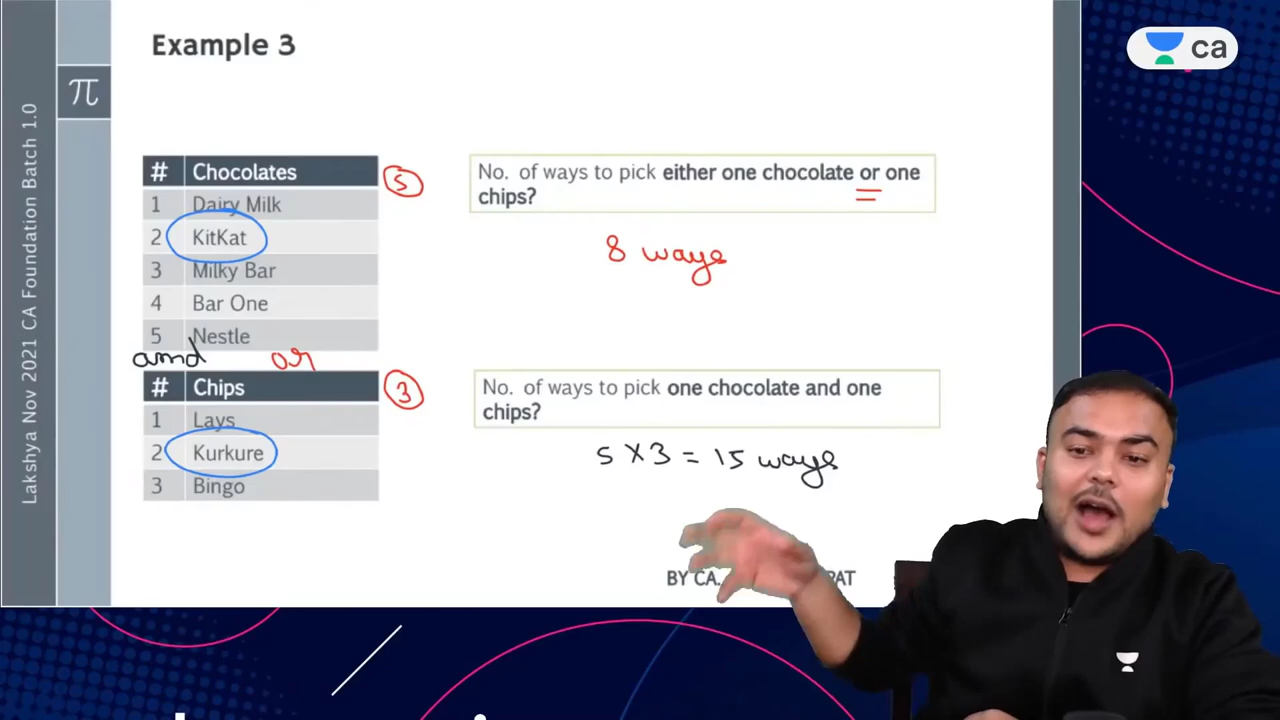 Example 3
ca
Lakshya Nov 2021 CA Foundation Batch 1.0
π
# Chocolates
5
1 Dairy Milk
2 KitKat
3 Milky Bar
4 Bar One
5 Nestle
and or
# Chips
3
1 Lays
2 Kurkure
3 Bingo
No. of ways to pick either one chocolate or one
chips?
8 ways
No. of ways to pick one chocolate and one
chips?
5 X 3 = 15 ways
BY CA.